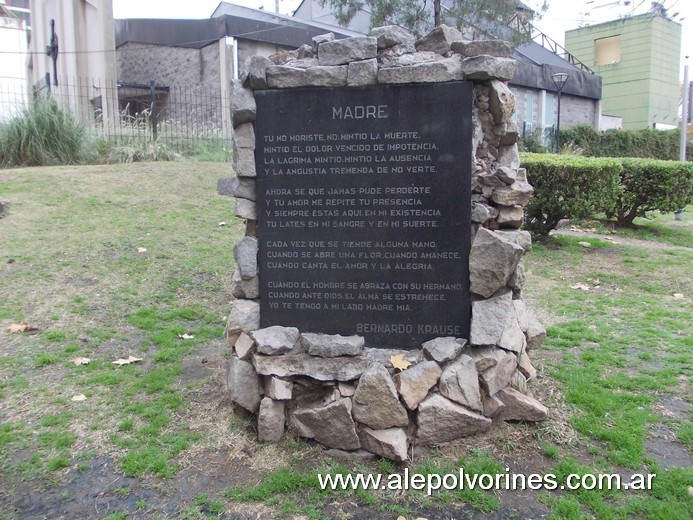 MADRE
TU NO MORISTE.NO.MINTIO LA MUERTE.
MINTIO EL DOLOR VENCIDO DE IMPOTENCIA.
LA LAGRIMA MINTIO.MINTIO LA AUSENCIA
Y LA ANGUSTIA TREMENDA DE NO VERTE.
AHORA SE QUE JAMAS PUDE PERDERTE
Y TU AMOR ME REPITE TU PRESENCIA
Y SIEMPRE ESTAS AQUI.EN MI EXISTENCIA
TU LATES EN MI SANGRE Y EN MI SUERTE.
CADA VEZ QUE SE TIENDE ALGUNA MANO.
CUANDO SE ABRE UNA FLOR.CUANDO AMANECE.
CUANDO CANTA EL AMOR Y LA ALEGRIA.
CUANDO EL HOMBRE SE ABRAZA CON SU HERMANO.
CUANDO ANTE DIOS.EL ALMA SE ESTREMECE.
YO TE TENGO A MI LADO MADRE MIA.
BERNARDO KRAUSE
www.alepolvorines.com.ar